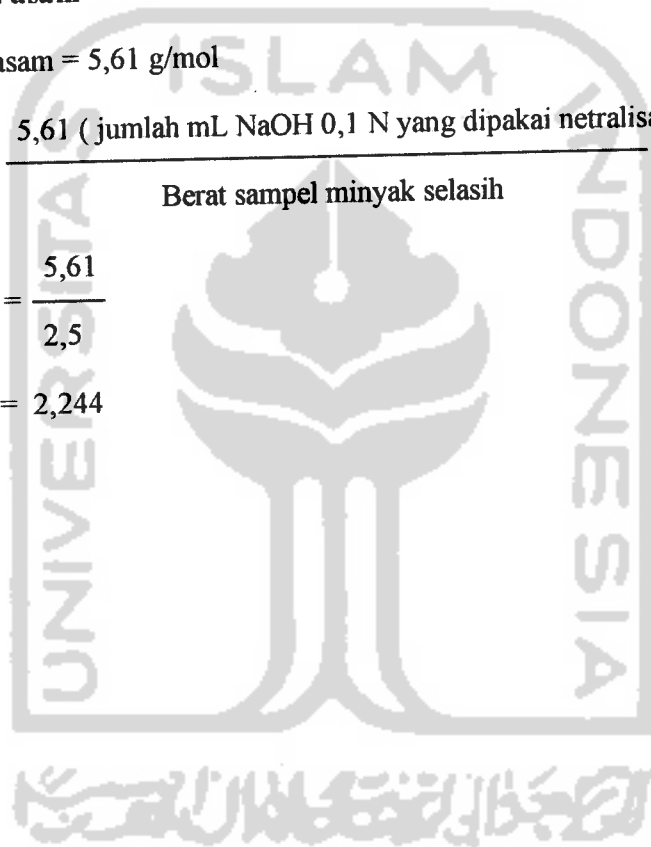 asam = 5,61 g/mol
5,61 ( jumlah mL NaOH 0,1 N yang dipakai
Berat sampel minyak selasih
= 5,61
2,5
= 2,244
ISLAM
UNIVERSITAS
INDONESIA